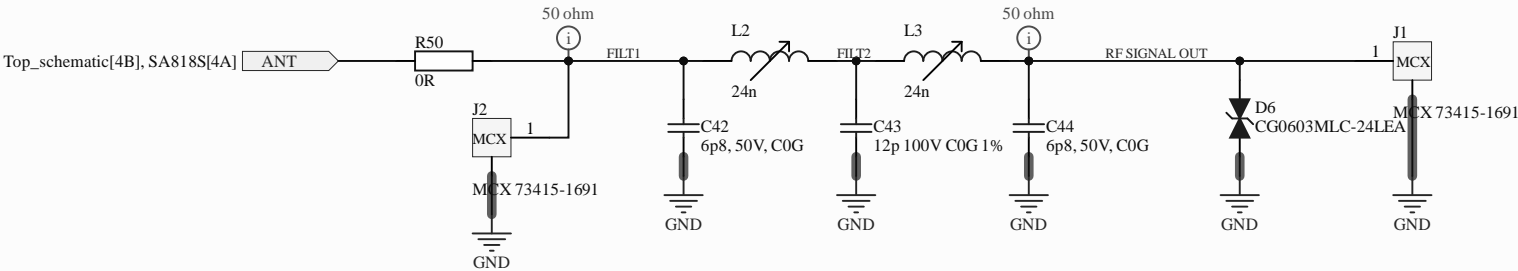 50 ohm
50 ohm
L2
L3
J1
R50
FILT1
FILT2
RF SIGNAL OUT
1
Top_schematic[4B], SA818S[4A]
ANT
i
i
MCX
0R
24n
24n
J2
D6
MCX 73415-1691
1
C42
C43
C44
CG0603MLC-24LEA
MCX
6p8, 50V, C0G
12p 100V C0G 1%
6p8, 50V, C0G
MCX 73415-1691
GND
GND
GND
GND
GND
GND